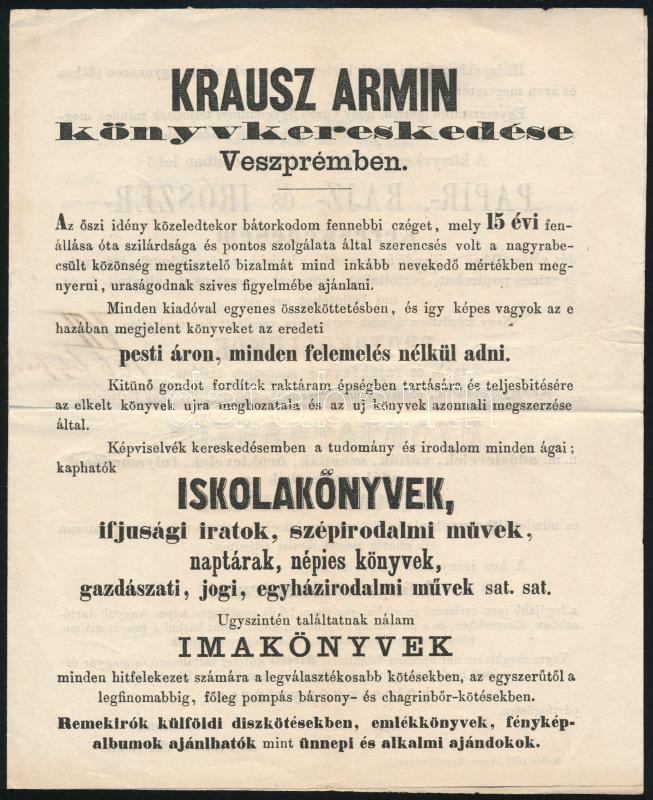 KRAUSZ ARMIN
könyvkereskedése
Veszprémben.
Az őszi idény közeledtekor bátorkodom fennebbi czéget, mely 15 évi fen-
állása óta szilárdsága és pontos szolgálata által szerencsés volt a nagyrabe-
csült közönség megtisztelő bizalmát mind inkább nevekedő mértékben meg-
nyerni, uraságodnak szives figyelmébe ajánlani.
Minden kiadóval egyenes összeköttetésben, és igy képes vagyok az e
hazában megjelent könyveket az eredeti
pesti áron, minden felemelés nélkül adni.
Kitünő gondot forditok raktáram épségben tartására és teljesbitésére
az elkelt könyvek ujra meghozatala és az uj könyvek azonnali megszerzése
által.
Képviselvék kereskedésemben a tudomány és irodalom minden ágai;
kaphatók
ISKOLAKÖNYVEK,
ifjusági iratok, szépirodalmi művek,
naptárak, népies könyvek,
gazdászati, jogi, egyházirodalmi művek sat. sat.
Ugyszintén találtatnak nálam
IMAKÖNYVEK
minden hitfelekezet számára a legválasztékosabb kötésekben, az egyszerűtől a
legfinomabbig, főleg pompás bársony- és chagrinbőr-kötésekben.
Remekirók külföldi diszkötésekben, emlékkönyvek, fénykép-
albumok ajánlhatók mint ünnepi és alkalmi ajándokok.